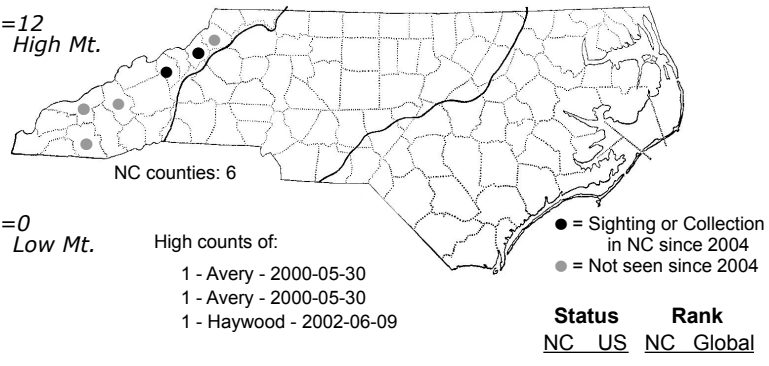 =12
High Mt.
NC counties: 6
=0
Low Mt.
High counts of:
1 - Avery - 2000-05-30
1 - Avery - 2000-05-30
1 - Haywood - 2002-06-09
● = Sighting or Collection
in NC since 2004
● = Not seen since 2004
Status Rank
NC US NC Global